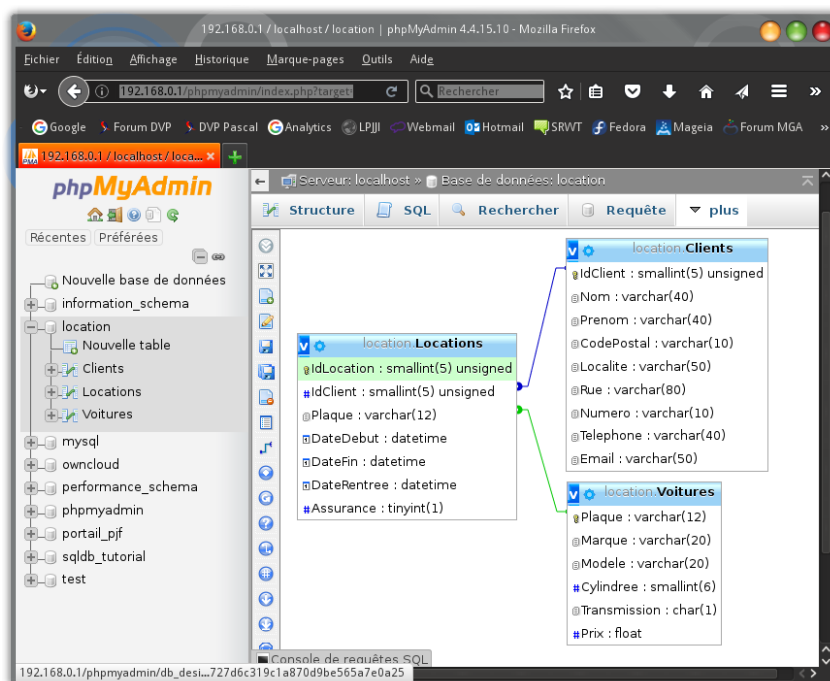 192.168.0.1 / localhost / location | phpMyAdmin 4.4.15.10 - Mozilla Firefox
Fichier Édition Affichage Historique Marque-pages Outils Aide
192.168.0.1/phpmyadmin/index.php?target= Rechercher »
Google Forum DVP DVP Pascal Analytics LPJJI Webmail Hotmail SRWT Fedora Mageia Forum MGA »
192.168.0.1 / localhost / loca... × +
phpMyAdmin
Récentes Préférées
Nouvelle base de données
information_schema
location
Nouvelle table
Clients
Locations
Voitures
mysql
owncloud
performance_schema
phpmyadmin
portail_pjf
sqldb_tutorial
test
Serveur: localhost » Base de données: location
Structure SQL Rechercher Requête plus
location.Locations
IdLocation : smallint(5) unsigned
IdClient : smallint(5) unsigned
Plaque : varchar(12)
DateDebut : datetime
DateFin : datetime
DateRentree : datetime
Assurance : tinyint(1)
location.Clients
IdClient : smallint(5) unsigned
Nom : varchar(40)
Prenom : varchar(40)
CodePostal : varchar(10)
Localite : varchar(50)
Rue : varchar(80)
Numero : varchar(10)
Telephone : varchar(40)
Email : varchar(50)
location.Voitures
Plaque : varchar(12)
Marque : varchar(20)
Modele : varchar(20)
Cylindree : smallint(6)
Transmission : char(1)
Prix : float
Console de requêtes SQL
192.168.0.1/phpmyadmin/db_desi...727d6c319c1a870d9be565a7e0a25